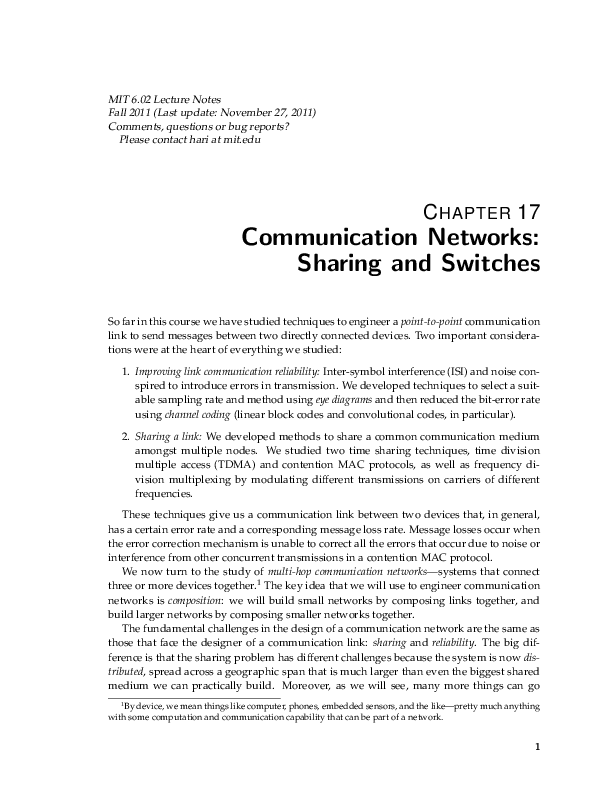 MIT 6.02 Lecture Notes
Fall 2011 (Last update: November 27, 2011)
Comments, questions or bug reports?
Please contact hari at mit.edu
CHAPTER 17
Communication Networks:
Sharing and Switches
So far in this course we have studied techniques to engineer a point-to-point communication
link to send messages between two directly connected devices. Two important considera-
tions were at the heart of everything we studied:
1. Improving link communication reliability: Inter-symbol interference (ISI) and noise con-
spired to introduce errors in transmission. We developed techniques to select a suit-
able sampling rate and method using eye diagrams and then reduced the bit-error rate
using channel coding (linear block codes and convolutional codes, in particular).
2. Sharing a link: We developed methods to share a common communication medium
amongst multiple nodes. We studied two time sharing techniques, time division
multiple access (TDMA) and contention MAC protocols, as well as frequency di-
vision multiplexing by modulating different transmissions on carriers of different
frequencies.
These techniques give us a communication link between two devices that, in general,
has a certain error rate and a corresponding message loss rate. Message losses occur when
the error correction mechanism is unable to correct all the errors that occur due to noise or
interference from other concurrent transmissions in a contention MAC protocol.
We now turn to the study of multi-hop communication networks—systems that connect
three or more devices together.1 The key idea that we will use to engineer communication
networks is composition: we will build small networks by composing links together, and
build larger networks by composing smaller networks together.
The fundamental challenges in the design of a communication network are the same as
those that face the designer of a communication link: sharing and reliability. The big dif-
ference is that the sharing problem has different challenges because the system is now dis-
tributed, spread across a geographic span that is much larger than even the biggest shared
medium we can practically build. Moreover, as we will see, many more things can go
1By device, we mean things like computer, phones, embedded sensors, and the like—pretty much anything
with some computation and communication capability that can be part of a network.
1